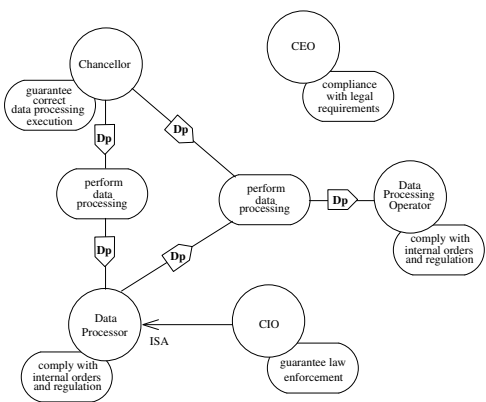 Chancellor
guarantee
correct
data processing
execution
CEO
compliance
with legal
requirements
Dp
Dp
perform
data
processing
perform
data
processing
Dp
Data
Processing
Operator
comply with
internal orders
and regulation
Dp
Dp
Data
Processor
comply with
internal orders
and regulation
ISA
CIO
guarantee law
enforcement